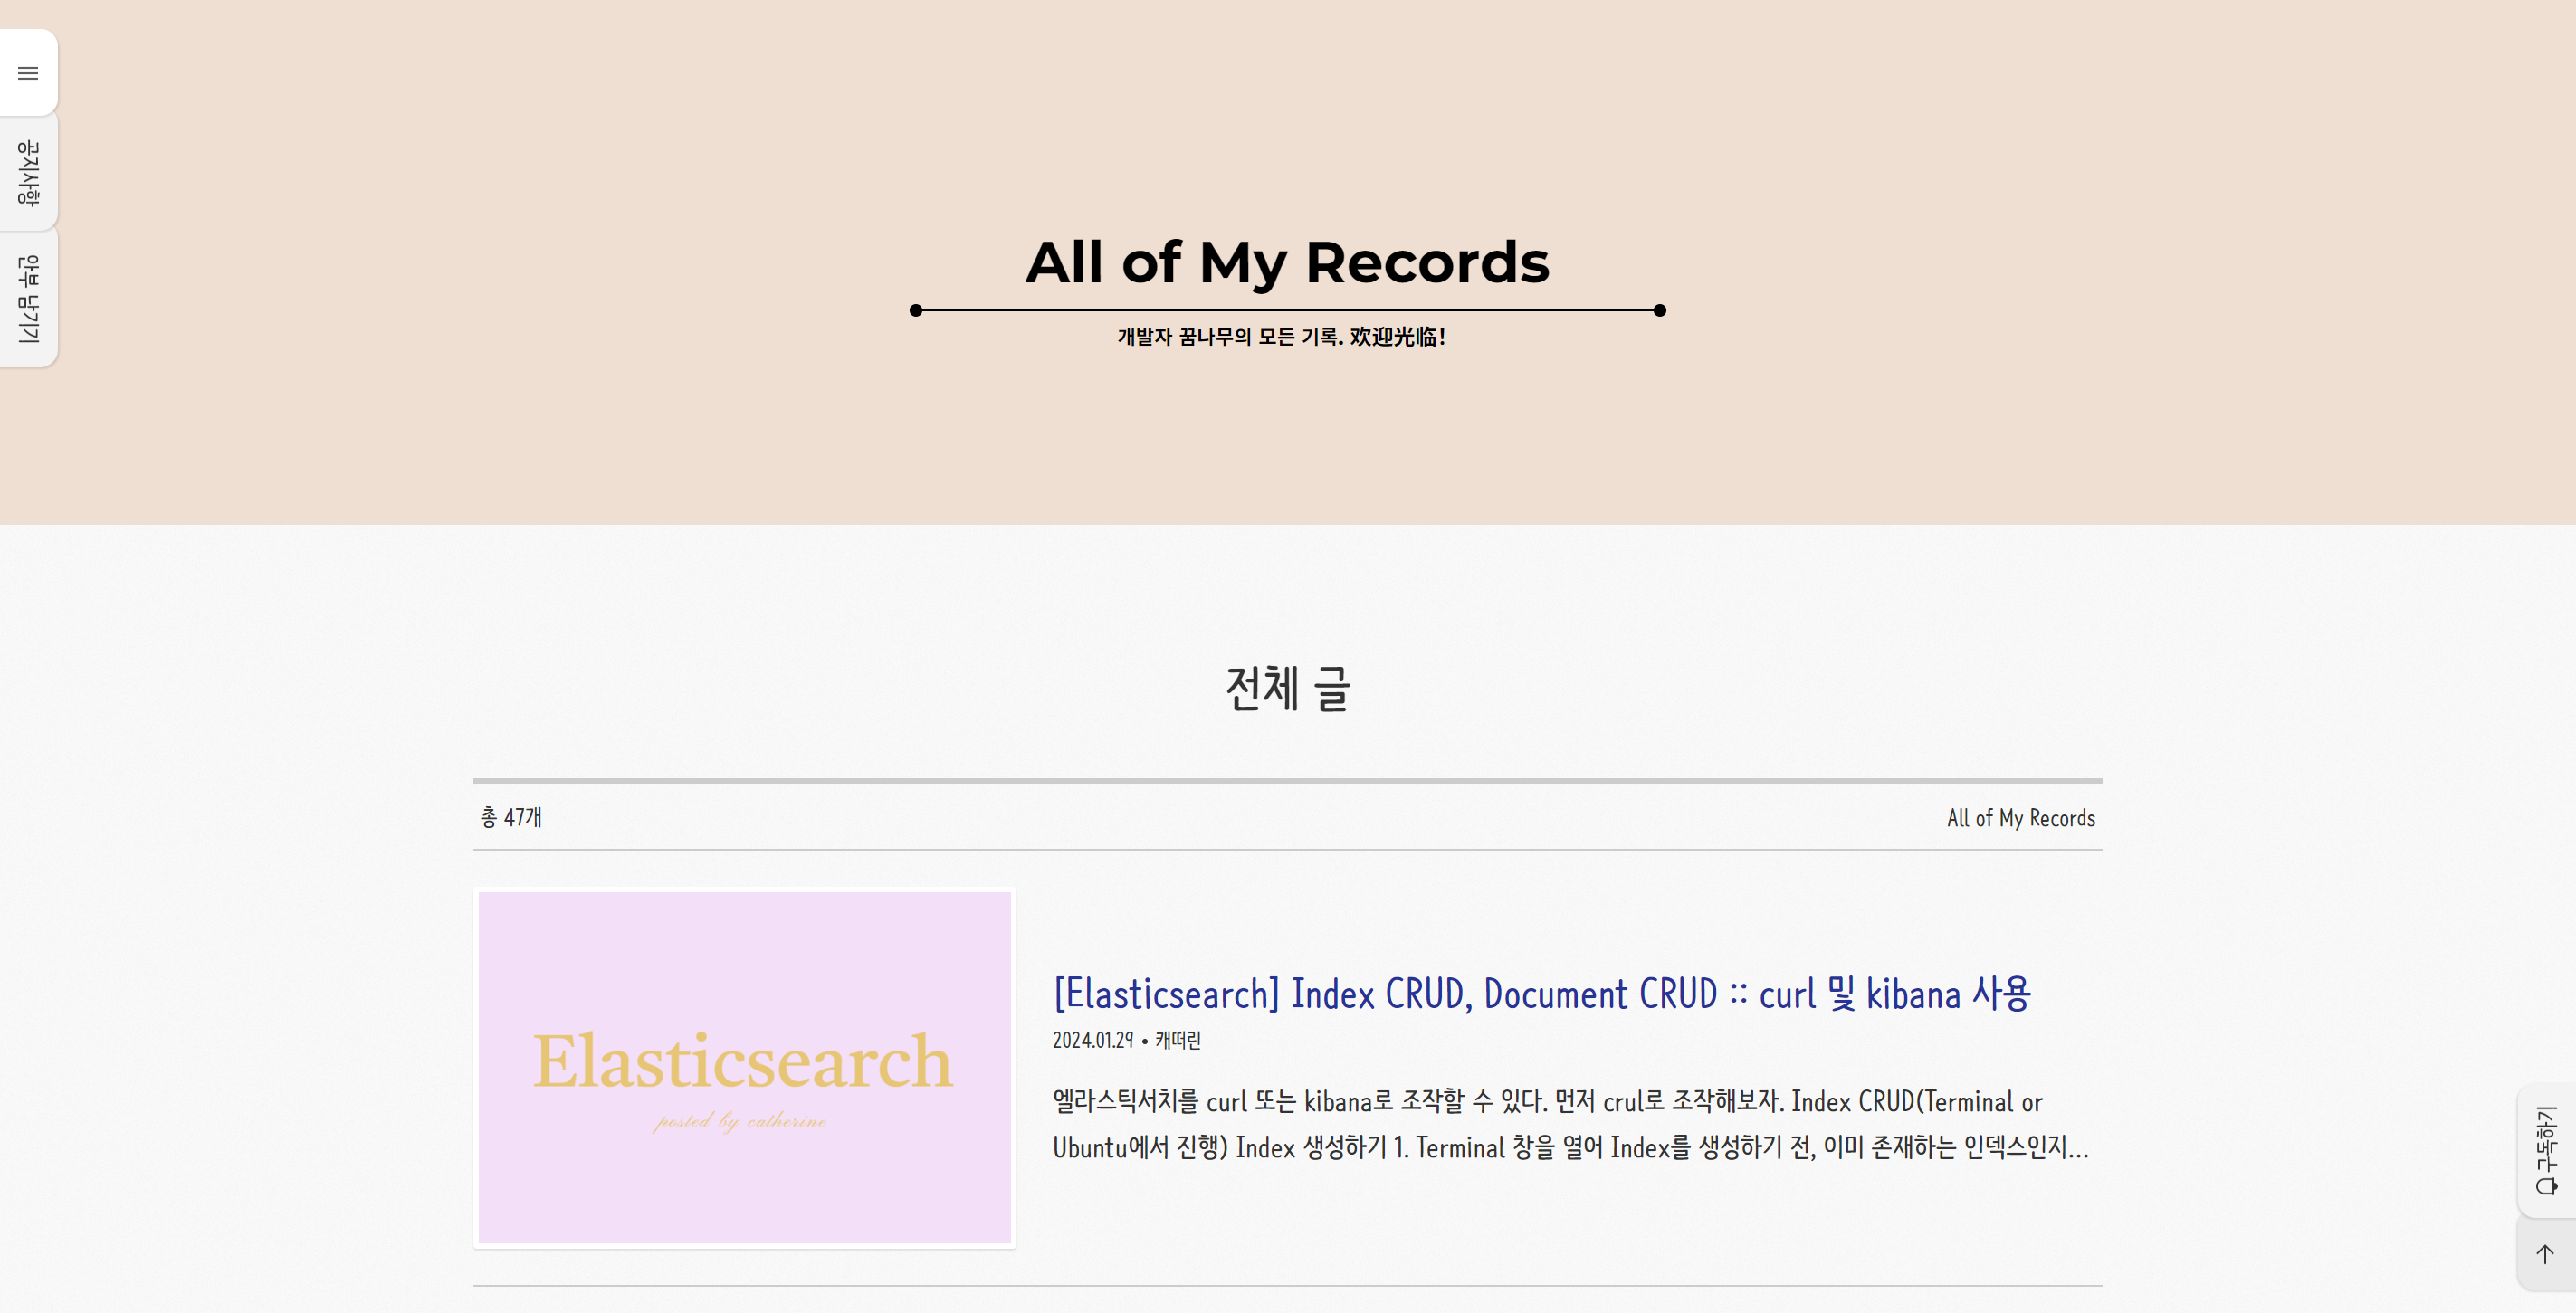 공지사항
안부 남기기
All of My Records
개발자 꿈나무의 모든 기록. 欢迎光临!
전체 글
총 47개
All of My Records
Elasticsearch
posted by catherine
[Elasticsearch] Index CRUD, Document CRUD :: curl 및 kibana 사용
2024.01.29 • 캐떠린
엘라스틱서치를 curl 또는 kibana로 조작할 수 있다. 먼저 crul로 조작해보자. Index CRUD(Terminal or
Ubuntu에서 진행) Index 생성하기 1. Terminal 창을 열어 Index를 생성하기 전, 이미 존재하는 인덱스인지...
구독하기